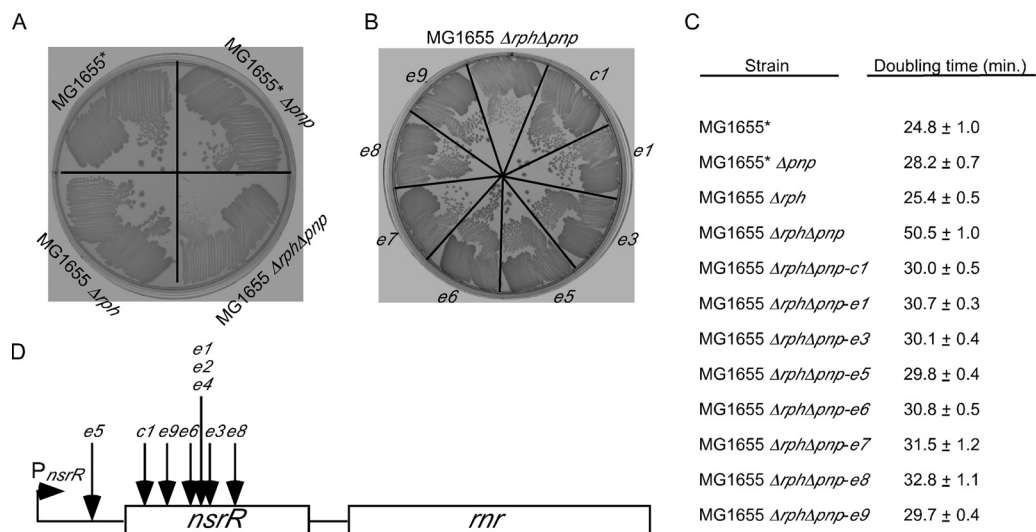 A
MG1655*
MG1655* Δpnp
MG1655 Δrph
MG1655 ΔrphΔpnp
B
MG1655 ΔrphΔpnp
c1
e1
e3
e5
e6
e7
e8
e9
C
Strain Doubling time (min.)
MG1655* 24.8 ± 1.0
MG1655* Δpnp 28.2 ± 0.7
MG1655 Δrph 25.4 ± 0.5
MG1655 ΔrphΔpnp 50.5 ± 1.0
MG1655 ΔrphΔpnp-c1 30.0 ± 0.5
MG1655 ΔrphΔpnp-e1 30.7 ± 0.3
MG1655 ΔrphΔpnp-e3 30.1 ± 0.4
MG1655 ΔrphΔpnp-e5 29.8 ± 0.4
MG1655 ΔrphΔpnp-e6 30.8 ± 0.5
MG1655 ΔrphΔpnp-e7 31.5 ± 1.2
MG1655 ΔrphΔpnp-e8 32.8 ± 1.1
MG1655 ΔrphΔpnp-e9 29.7 ± 0.4
D
e1
e2
e4
e5 c1 e9 e6 e3 e8
PnsrR
nsrR rnr